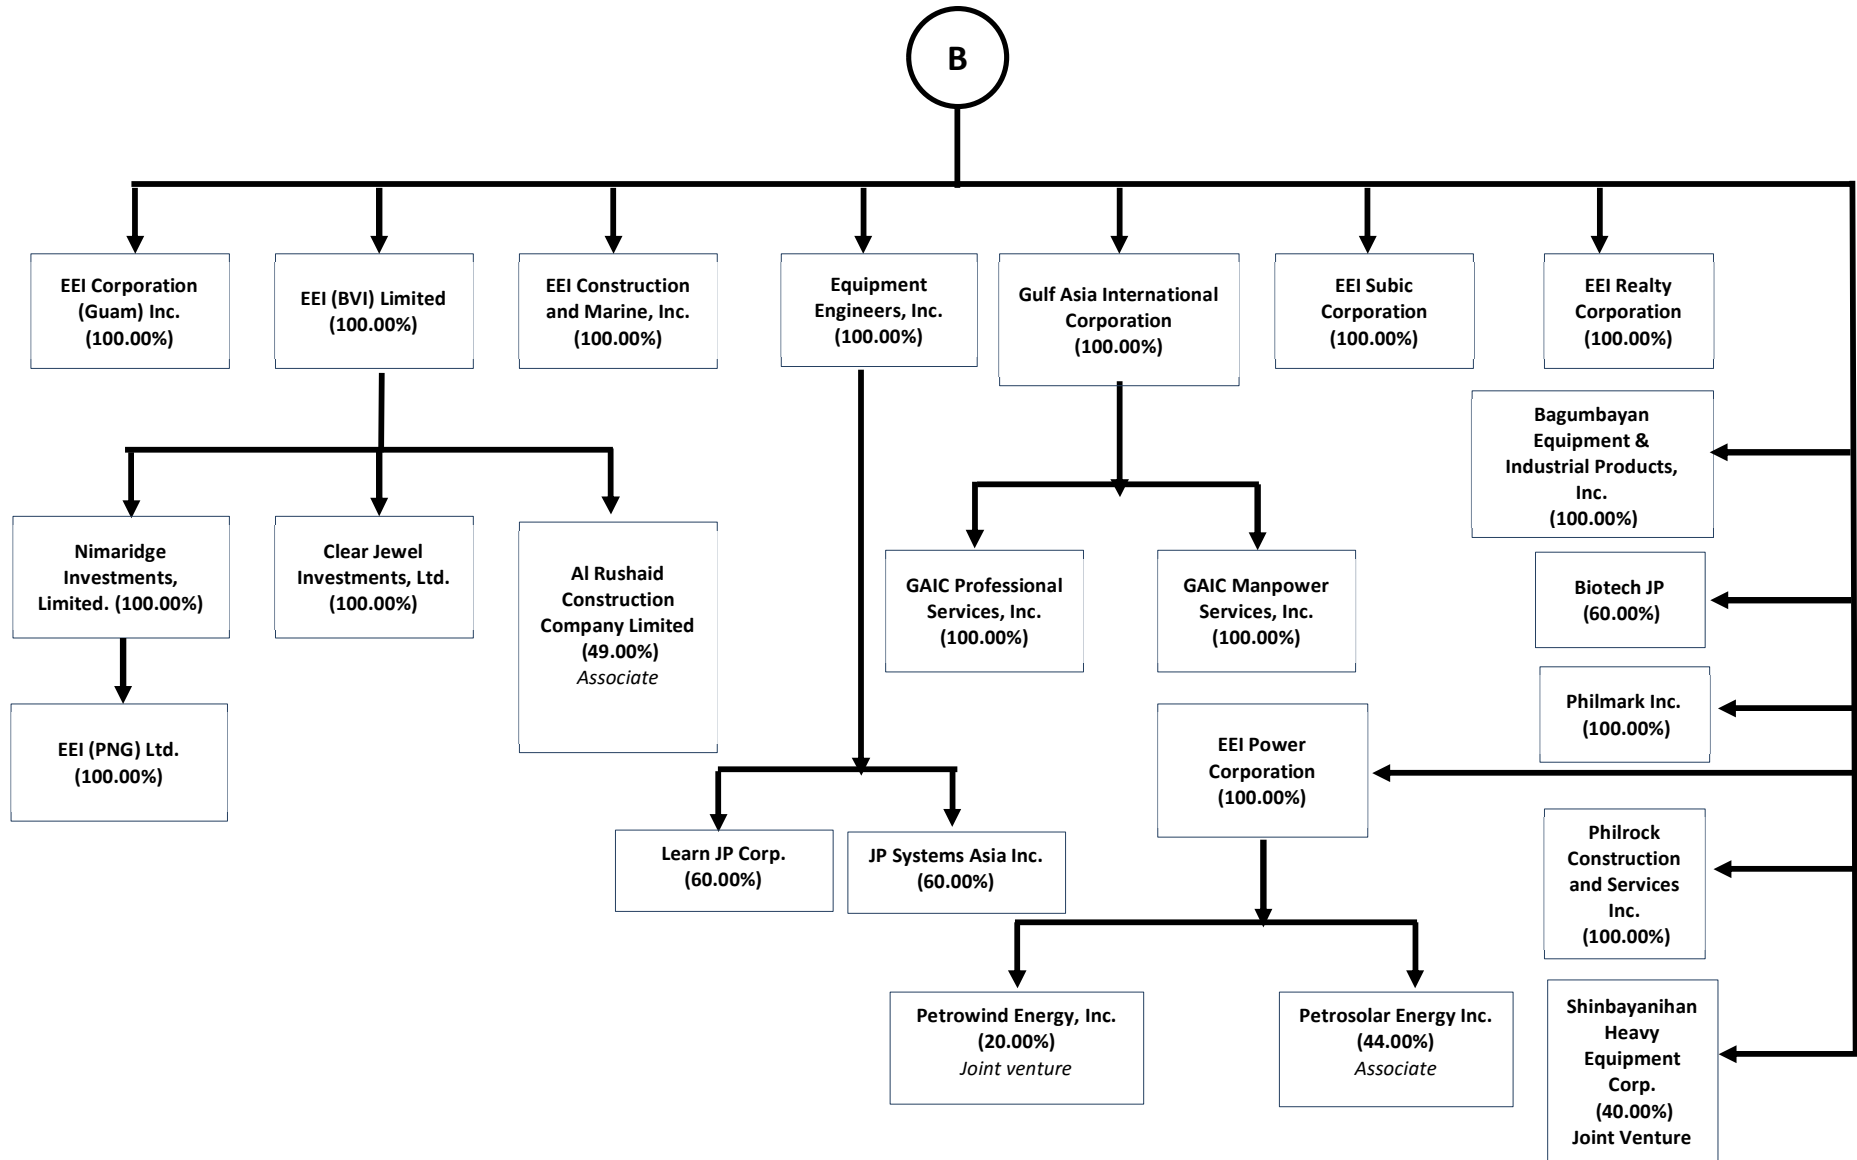 B
EEI Corporation
(Guam) Inc.
(100.00%)
EEI (BVI) Limited
(100.00%)
EEI Construction
and Marine, Inc.
(100.00%)
Equipment
Engineers, Inc.
(100.00%)
Gulf Asia International
Corporation
(100.00%)
EEI Subic
Corporation
(100.00%)
EEI Realty
Corporation
(100.00%)
Bagumbayan
Equipment &
Industrial Products,
Inc.
(100.00%)
Nimaridge
Investments,
Limited. (100.00%)
Clear Jewel
Investments, Ltd.
(100.00%)
Al Rushaid
Construction
Company Limited
(49.00%)
Associate
GAIC Professional
Services, Inc.
(100.00%)
GAIC Manpower
Services, Inc.
(100.00%)
Biotech JP
(60.00%)
Philmark Inc.
(100.00%)
EEI (PNG) Ltd.
(100.00%)
EEI Power
Corporation
(100.00%)
Learn JP Corp.
(60.00%)
JP Systems Asia Inc.
(60.00%)
Philrock
Construction
and Services
Inc.
(100.00%)
Petrowind Energy, Inc.
(20.00%)
Joint venture
Petrosolar Energy Inc.
(44.00%)
Associate
Shinbayanihan
Heavy
Equipment
Corp.
(40.00%)
Joint Venture